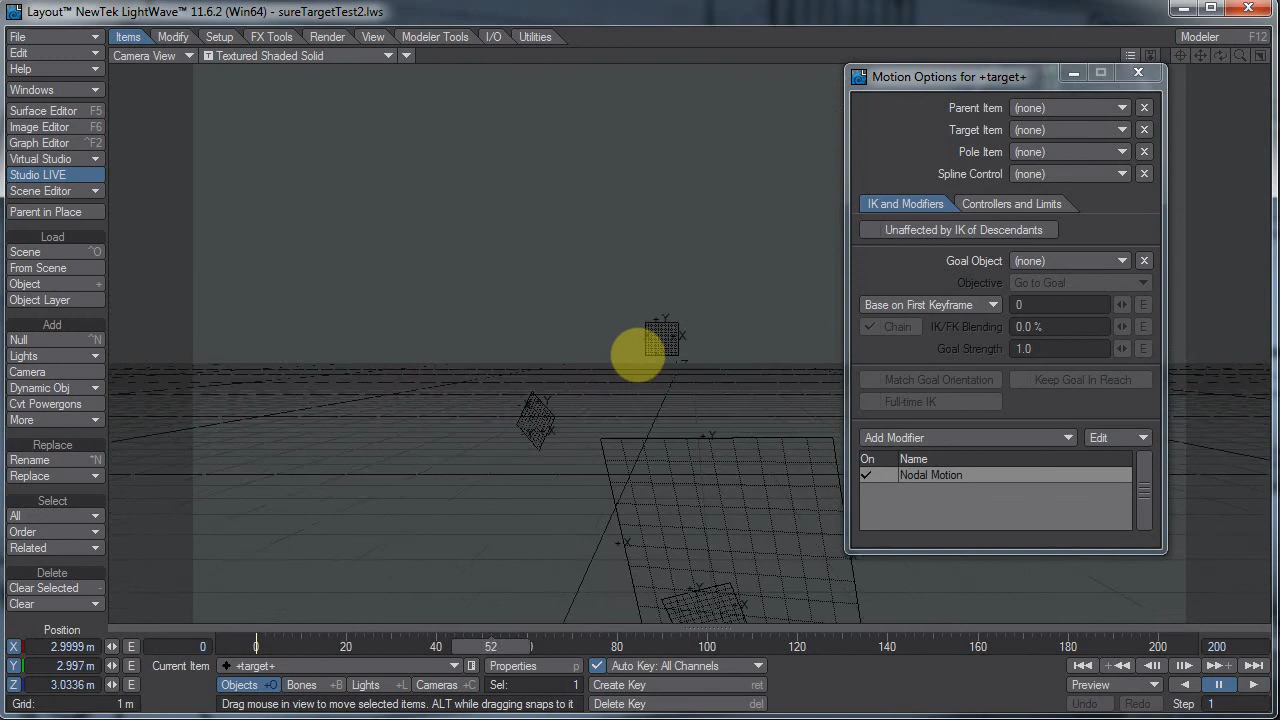 Layout™ NewTek LightWave™ 11.6.2 (Win64) - sureTargetTest2.lws
File
Items Modify Setup FX Tools Render View Modeler Tools I/O Utilities
Modeler F12
Edit
Camera View
Textured Shaded Solid
Help
Windows
Surface Editor F5
Image Editor F6
Graph Editor ^F2
Virtual Studio
Studio LIVE
Scene Editor
Parent in Place
Load
Scene ^O
From Scene
Object +
Object Layer
Add
Null ^N
Lights
Camera
Dynamic Obj
Cvt Powergons
More
Replace
Rename *N
Replace
Select
All
Order
Related
Delete
Clear Selected -
Clear
Motion Options for +target+
Parent Item (none)
Target Item (none)
Pole Item (none)
Spline Control (none)
IK and Modifiers Controllers and Limits
Unaffected by IK of Descendants
Goal Object (none)
Objective Go to Goal
Base on First Keyframe 0 E
Chain IK/FK Blending 0.0 % E
Goal Strength 1.0 E
Match Goal Orientation Keep Goal In Reach
Full-time IK
Add Modifier Edit
On Name
Nodal Motion
+Y
X
Y
+X
+Y
+X
+Y
+X
Position
X 2.9999 m E 0
0 20 40 52 80 100 120 140 160 180 200 200
Y 2.997 m E Current Item +target+ Properties p Auto Key: All Channels
Z 3.0336 m E Objects +O Bones +B Lights +L Cameras +C Sel: 1 Create Key ret Preview
Grid: 1 m Drag mouse in view to move selected items. ALT while dragging snaps to it Delete Key del Undo Redo Step 1